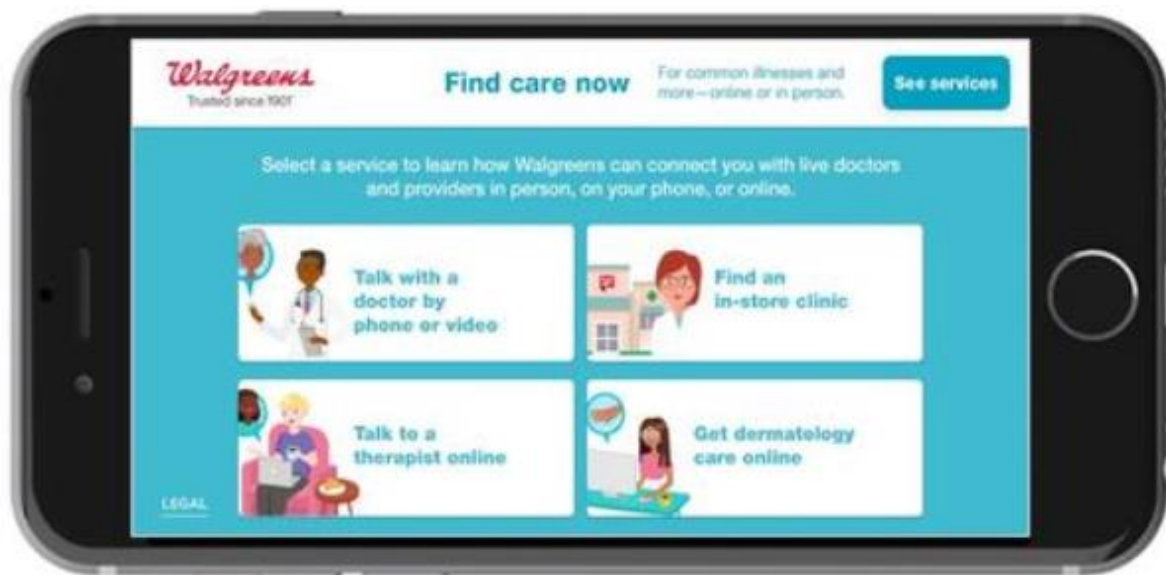 Walgreens
Trusted since 1901
Find care now
For common illnesses and
more—online or in person.
See services
Select a service to learn how Walgreens can connect you with live doctors
and providers in person, on your phone, or online.
Talk with a
doctor by
phone or video
Find an
in-store clinic
Talk to a
therapist online
Get dermatology
care online
LEGAL